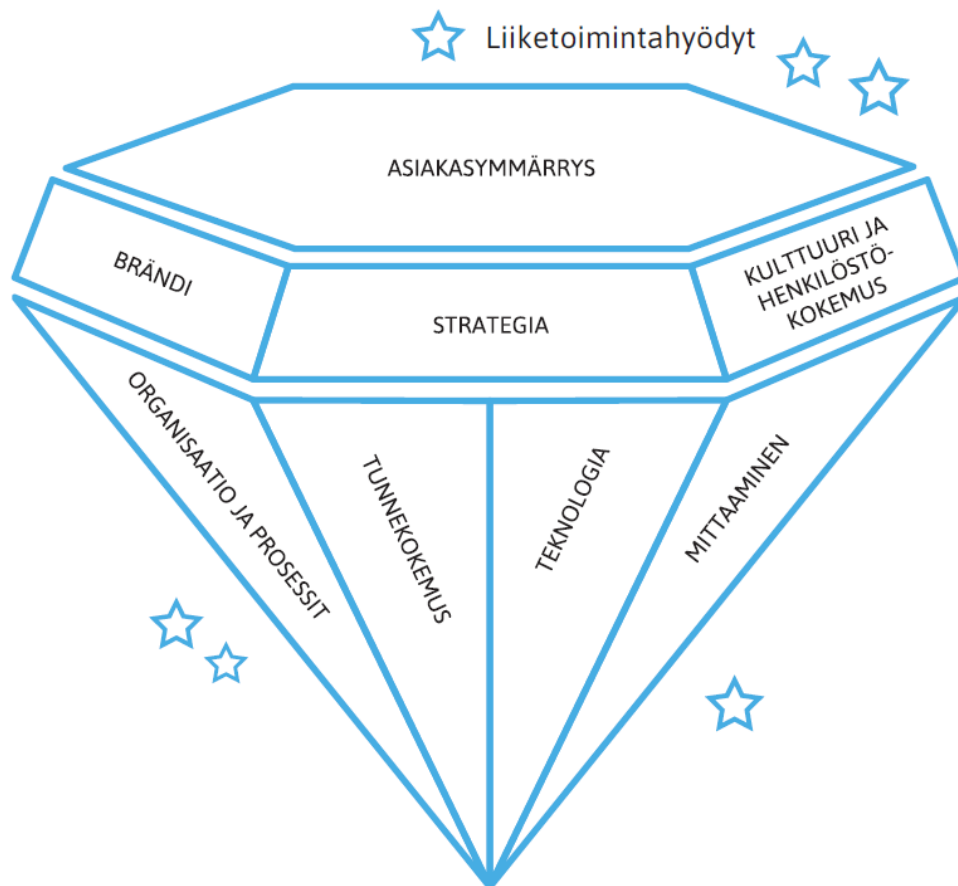 Liiketoimintahyödyt
ASIAKASYMMÄRRYS
BRÄNDI
STRATEGIA
KULTTUURI JA
HENKILÖSTÖ-
KOKEMUS
ORGANISAATIO JA PROSESSIT
TUNNEKOKEMUS
TEKNOLOGIA
MITTAAMINEN